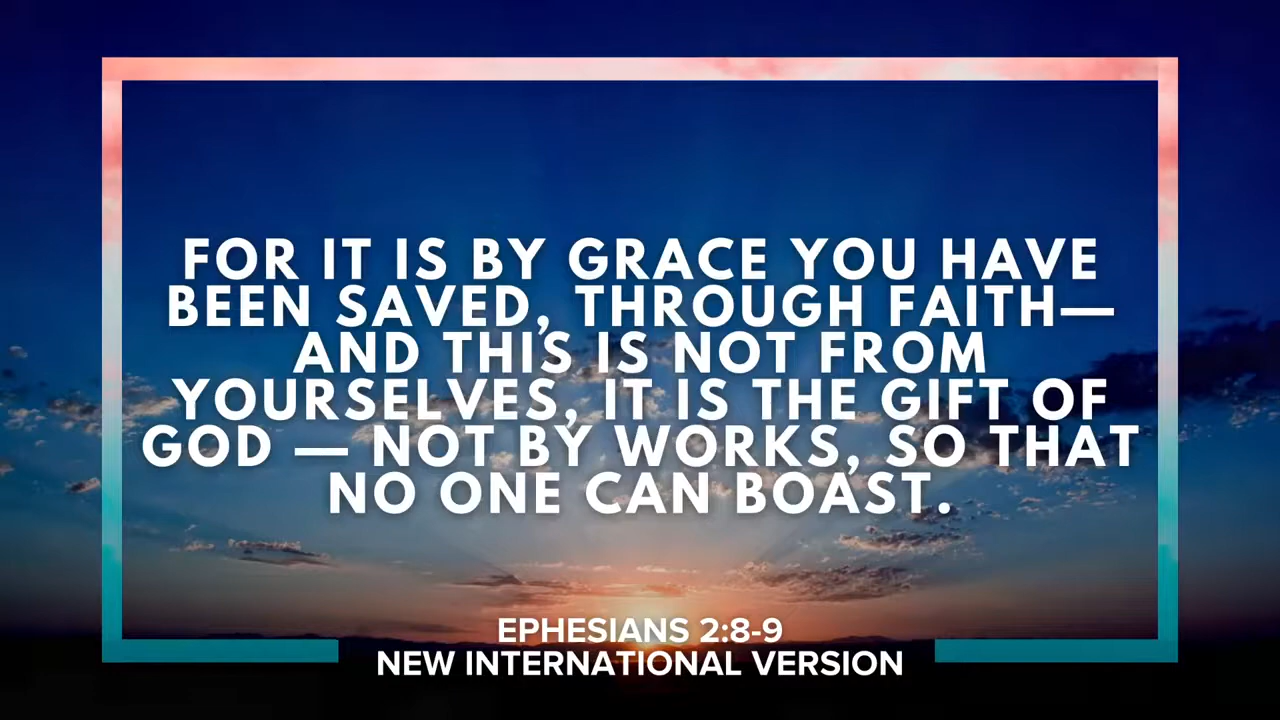 FOR IT IS BY GRACE YOU HAVE
BEEN SAVED, THROUGH FAITH—
AND THIS IS NOT FROM
YOURSELVES, IT IS THE GIFT OF
GOD — NOT BY WORKS, SO THAT
NO ONE CAN BOAST.
EPHESIANS 2:8-9
NEW INTERNATIONAL VERSION